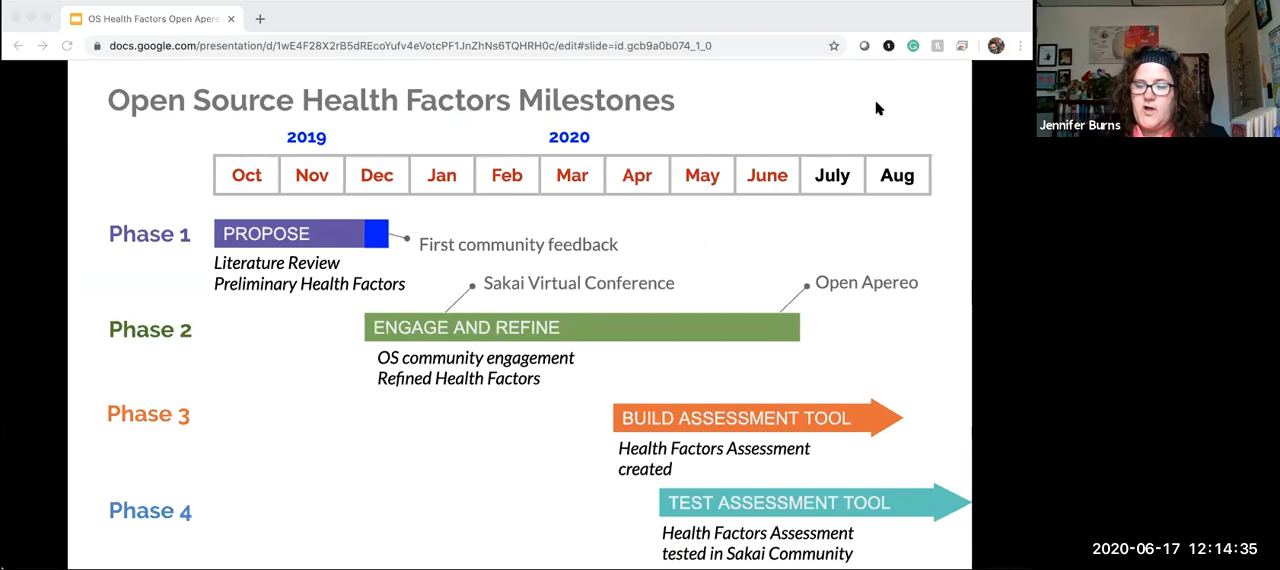 OS Health Factors Open Apere
docs.google.com/presentation/d/1wE4F28X2rB5dREcoYufv4eVotcPF1JnZhNs6TQHRH0c/edit#slide=id.gcb9a0b074_1_0
Jennifer Burns
Open Source Health Factors Milestones
2019 2020
Oct Nov Dec Jan Feb Mar Apr May June July Aug
Phase 1 PROPOSE
First community feedback
Literature Review
Preliminary Health Factors
Sakai Virtual Conference Open Apereo
Phase 2 ENGAGE AND REFINE
OS community engagement
Refined Health Factors
Phase 3 BUILD ASSESSMENT TOOL
Health Factors Assessment
created
Phase 4 TEST ASSESSMENT TOOL
Health Factors Assessment
tested in Sakai Community
2020-06-17 12:14:35